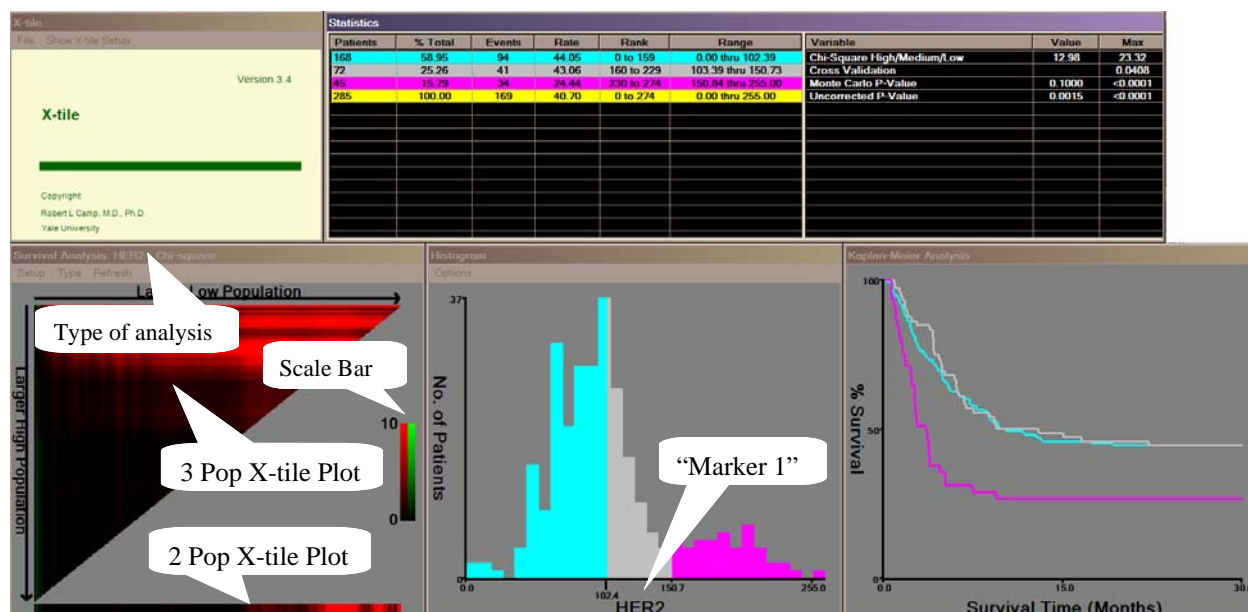 X-tile
File Show X-tile Setup
Version 3.4
X-tile
Copyright
Robert L Camp, M.D., Ph.D.
Yale University
Statistics
Patients % Total Events Rate Rank Range
168 58.95 94 44.05 0 to 159 0.00 thru 102.39
72 25.26 41 43.06 160 to 229 103.39 thru 150.73
45 15.79 34 24.44 230 to 274 150.84 thru 255.00
285 100.00 169 40.70 0 to 274 0.00 thru 255.00
Variable Value Max
Chi-Square High/Medium/Low 12.98 23.32
Cross Validation 0.0408
Monte Carlo P-Value 0.1000 <0.0001
Uncorrected P-Value 0.0015 <0.0001
Survival Analysis: HER2 Chi-square
Setup Type Refresh
Low Population
Type of analysis
Scale Bar
Larger High Population
10
0
3 Pop X-tile Plot
2 Pop X-tile Plot
Histogram
Options
37
No. of Patients
0
0.0 102.4 150.7 255.0
HER2
“Marker 1”
Kaplan-Meier Analysis
100
% Survival
50
0
0.0 15.0 30.
Survival Time (Months)